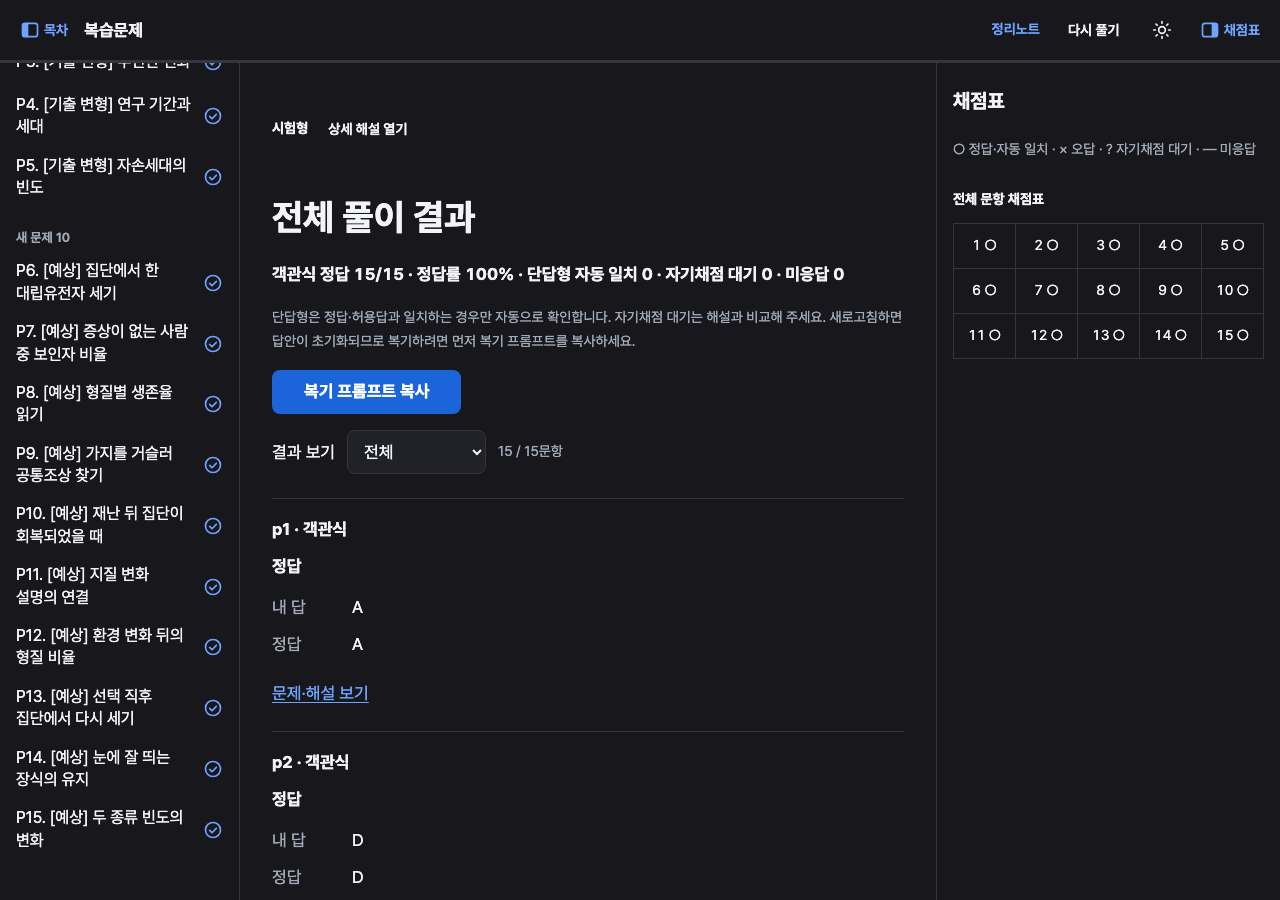 목차
복습문제
정리노트
다시 풀기
채점표
P4. [기출 변형] 연구 기간과
세대
P5. [기출 변형] 자손세대의
빈도
새 문제 10
P6. [예상] 집단에서 한
대립유전자 세기
P7. [예상] 증상이 없는 사람
중 보인자 비율
P8. [예상] 형질별 생존율
읽기
P9. [예상] 가지를 거슬러
공통조상 찾기
P10. [예상] 재난 뒤 집단이
회복되었을 때
P11. [예상] 지질 변화
설명의 연결
P12. [예상] 환경 변화 뒤의
형질 비율
P13. [예상] 선택 직후
집단에서 다시 세기
P14. [예상] 눈에 잘 띄는
장식의 유지
P15. [예상] 두 종류 빈도의
변화
시험형
상세 해설 열기
전체 풀이 결과
객관식 정답 15/15 · 정답률 100% · 단답형 자동 일치 0 · 자기채점 대기 0 · 미응답 0
단답형은 정답·허용답과 일치하는 경우만 자동으로 확인합니다. 자기채점 대기는 해설과 비교해 주세요. 새로고침하면
답안이 초기화되므로 복기하려면 먼저 복기 프롬프트를 복사하세요.
복기 프롬프트 복사
결과 보기
전체
15 / 15문항
p1 · 객관식
정답
내 답 A
정답 A
문제·해설 보기
p2 · 객관식
정답
내 답 D
정답 D
채점표
○ 정답·자동 일치 · × 오답 · ? 자기채점 대기 · — 미응답
전체 문항 채점표
1 ○ 2 ○ 3 ○ 4 ○ 5 ○
6 ○ 7 ○ 8 ○ 9 ○ 10 ○
11 ○ 12 ○ 13 ○ 14 ○ 15 ○